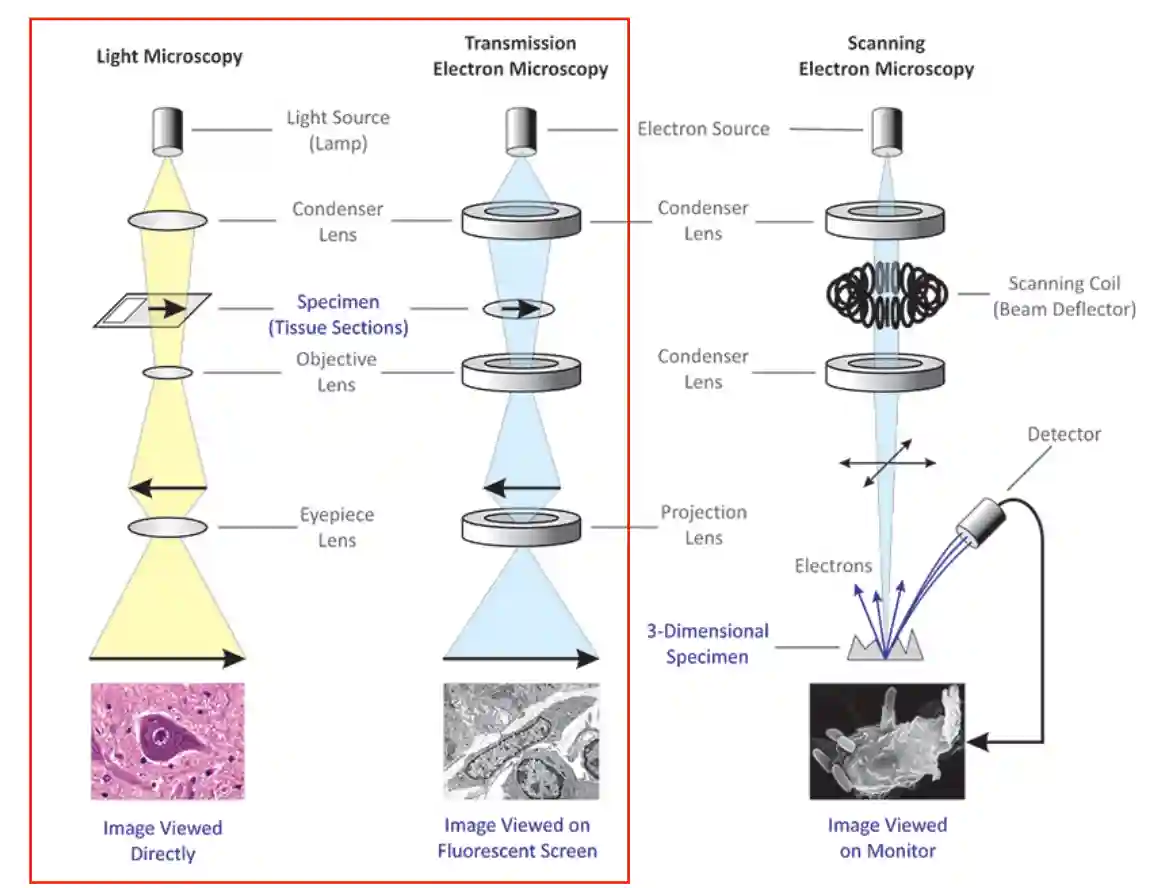 Light Microscopy
Transmission
Electron Microscopy
Scanning
Electron Microscopy
Light Source
(Lamp)
Electron Source
Condenser
Lens
Condenser
Lens
Specimen
(Tissue Sections)
Scanning Coil
(Beam Deflector)
Objective
Lens
Condenser
Lens
Detector
Eyepiece
Lens
Projection
Lens
Electrons
3-Dimensional
Specimen
Image Viewed
Directly
Image Viewed on
Fluorescent Screen
Image Viewed
on Monitor